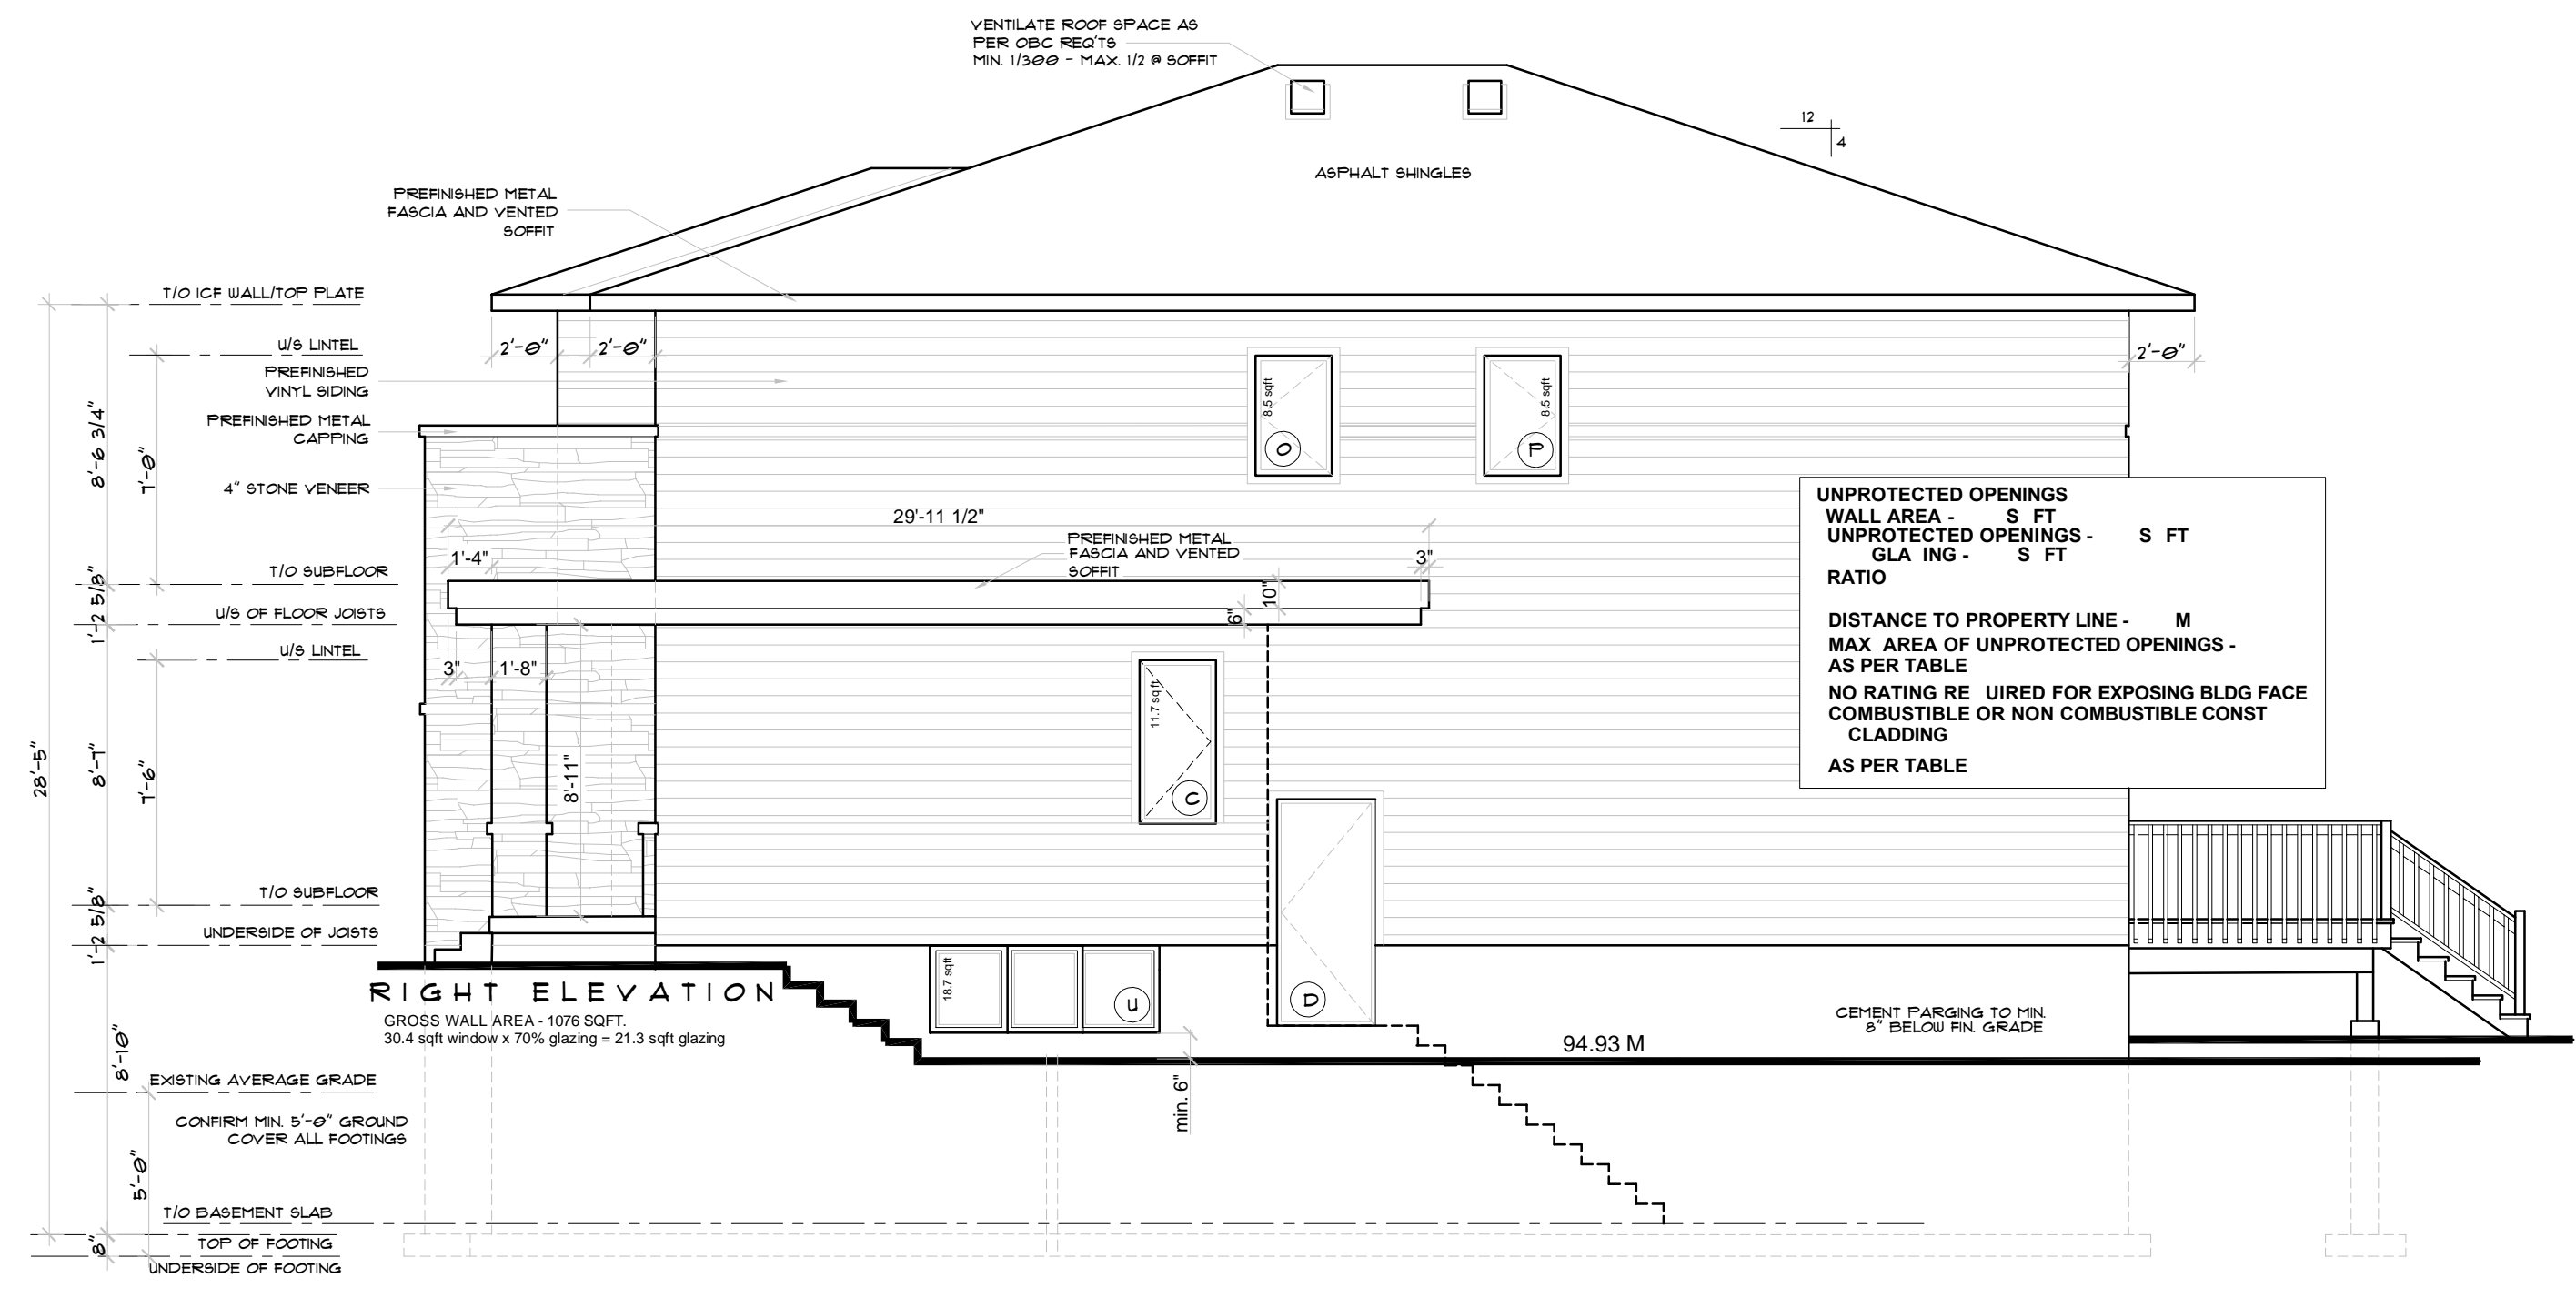 VENTILATE ROOF SPACE AS
PER OBC REQ'TS
MIN. 1/300 - MAX. 1/2 @ SOFFIT
12
4
ASPHALT SHINGLES
PREFINISHED METAL
FASCIA AND VENTED
SOFFIT
T/O ICF WALL/TOP PLATE
U/S LINTEL
2'-0"
2'-0"
2'-0"
PREFINISHED
VINYL SIDING
PREFINISHED METAL
CAPPING
4" STONE VENEER
8'-6 3/4"
7'-0"
8.5 sqft
O
8.5 sqft
P
29'-11 1/2"
1'-4"
PREFINISHED METAL
FASCIA AND VENTED
SOFFIT
3"
10"
6"
T/O SUBFLOOR
1'-2 5/8"
U/S OF FLOOR JOISTS
U/S LINTEL
3"
1'-8"
8'-11"
11.7 sq ft
C
UNPROTECTED OPENINGS
WALL AREA - S FT
UNPROTECTED OPENINGS - S FT
GLA ING - S FT
RATIO
DISTANCE TO PROPERTY LINE - M
MAX AREA OF UNPROTECTED OPENINGS -
AS PER TABLE
NO RATING RE UIRED FOR EXPOSING BLDG FACE
COMBUSTIBLE OR NON COMBUSTIBLE CONST
CLADDING
AS PER TABLE
28'-5"
8'-7"
7'-6"
T/O SUBFLOOR
1'-2 5/8"
UNDERSIDE OF JOISTS
18.7 sqft
U
D
RIGHT ELEVATION
GROSS WALL AREA - 1076 SQFT.
30.4 sqft window x 70% glazing = 21.3 sqft glazing
CEMENT PARGING TO MIN.
8" BELOW FIN. GRADE
94.93 M
min. 6"
8'-10"
EXISTING AVERAGE GRADE
CONFIRM MIN. 5'-0" GROUND
COVER ALL FOOTINGS
5'-0"
T/O BASEMENT SLAB
8"
TOP OF FOOTING
UNDERSIDE OF FOOTING